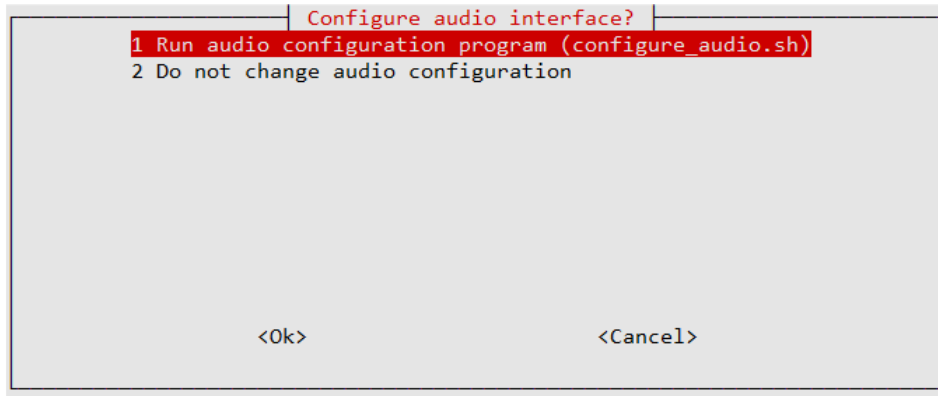 Configure audio interface?
1 Run audio configuration program (configure_audio.sh)
2 Do not change audio configuration
<Ok> <Cancel>